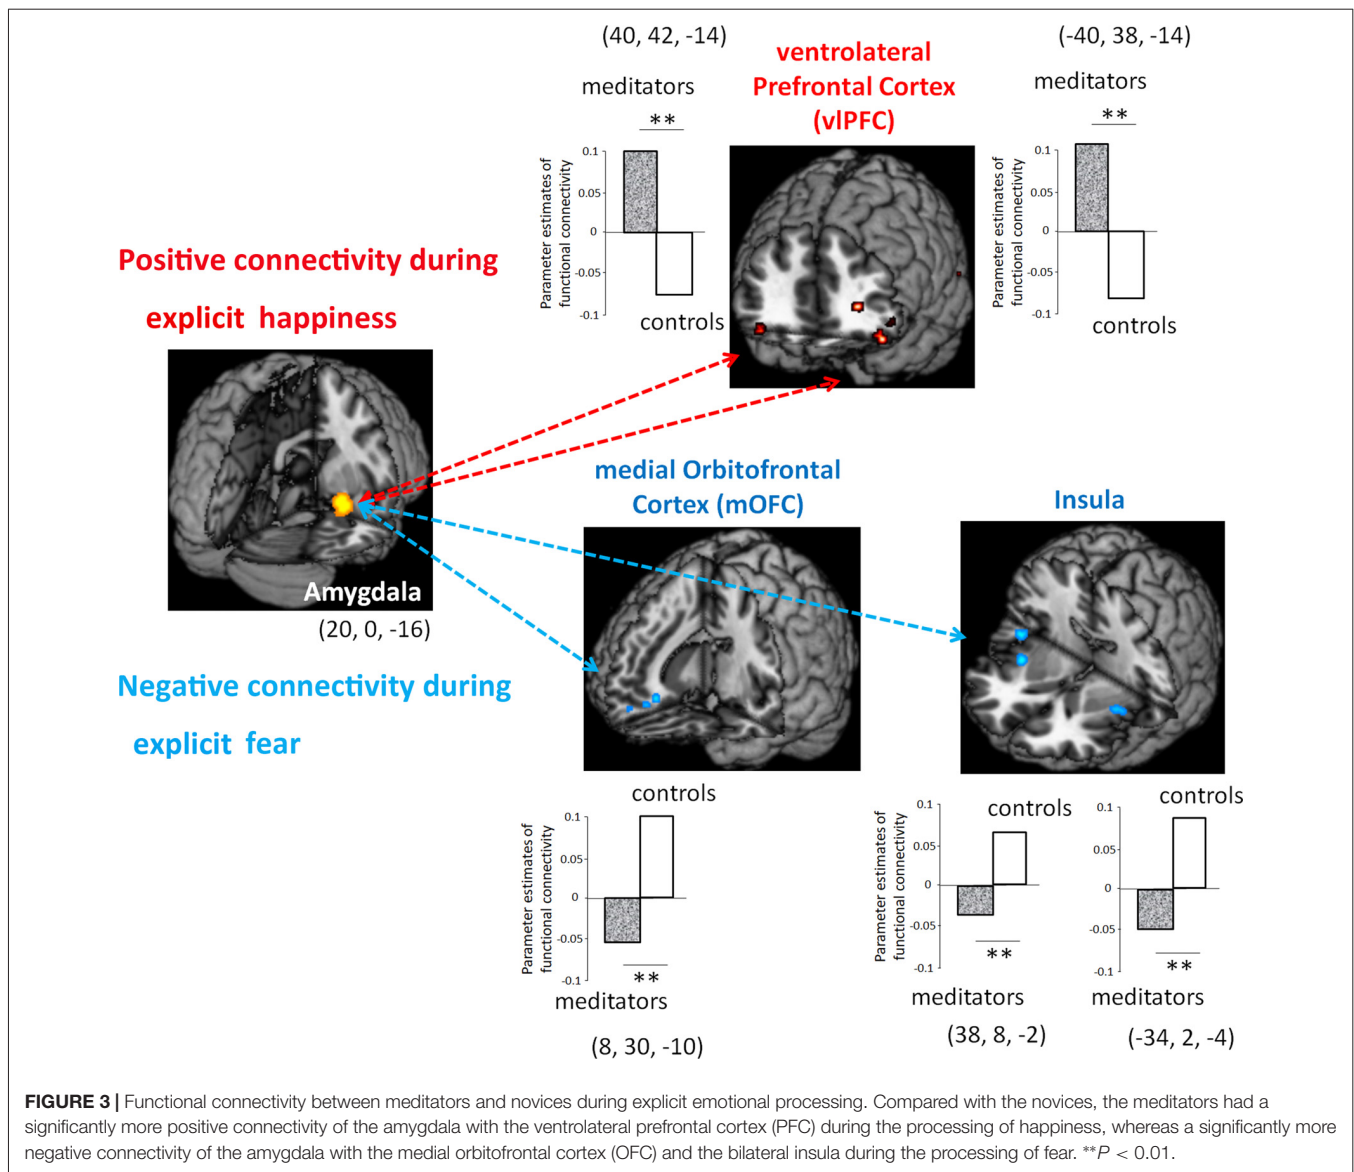 (40, 42, -14)
meditators
**
Parameter estimates of
functional connectivity
0.1
0.05
0
-0.05
-0.1
controls
ventrolateral
Prefrontal Cortex
(vlPFC)
(-40, 38, -14)
meditators
**
Parameter estimates of
functional connectivity
0.1
0.05
0
-0.05
-0.1
controls
Positive connectivity during
explicit happiness
Amygdala
(20, 0, -16)
Negative connectivity during
explicit fear
medial Orbitofrontal
Cortex (mOFC)
Insula
controls
Parameter estimates of
functional connectivity
0.1
0.05
0
-0.05
-0.1
**
meditators
(8, 30, -10)
controls
Parameter estimates of
functional connectivity
0.1
0.05
0
-0.05
-0.1
**
meditators
(38, 8, -2)
controls
0.1
0.05
0
-0.05
-0.1
**
meditators
(-34, 2, -4)
FIGURE 3 | Functional connectivity between meditators and novices during explicit emotional processing. Compared with the novices, the meditators had a
significantly more positive connectivity of the amygdala with the ventrolateral prefrontal cortex (PFC) during the processing of happiness, whereas a significantly more
negative connectivity of the amygdala with the medial orbitofrontal cortex (OFC) and the bilateral insula during the processing of fear. **P < 0.01.